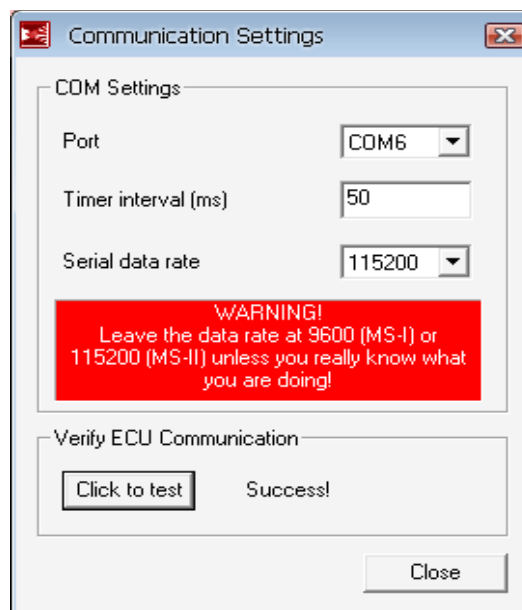 Communication Settings
COM Settings
Port
COM6
Timer interval (ms)
50
Serial data rate
115200
WARNING!
Leave the data rate at 9600 (MS-I) or
115200 (MS-II) unless you really know what
you are doing!
Verify ECU Communication
Click to test
Success!
Close